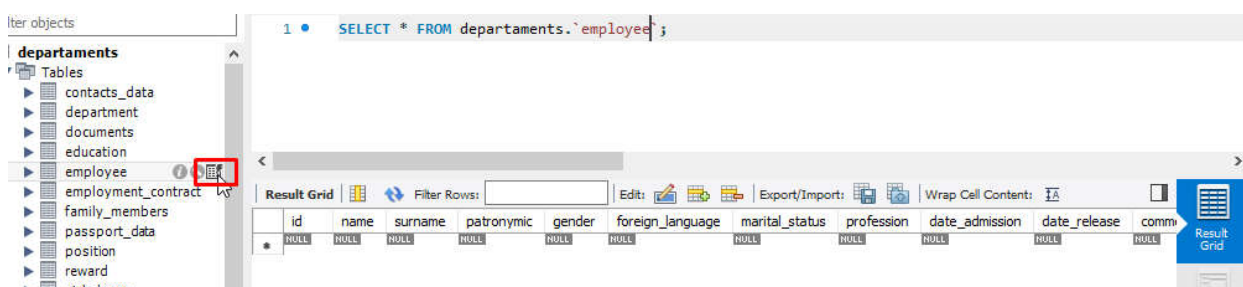 lter objects
departaments
Tables
contacts_data
department
documents
education
employee
employment_contract
family_members
passport_data
position
reward
1 SELECT * FROM departaments.`employee`;
Result Grid Filter Rows: Edit: Export/Import: Wrap Cell Content:
id name surname patronymic gender foreign_language marital_status profession date_admission date_release comm
NULL NULL NULL NULL NULL NULL NULL NULL NULL NULL NULL
Result
Grid